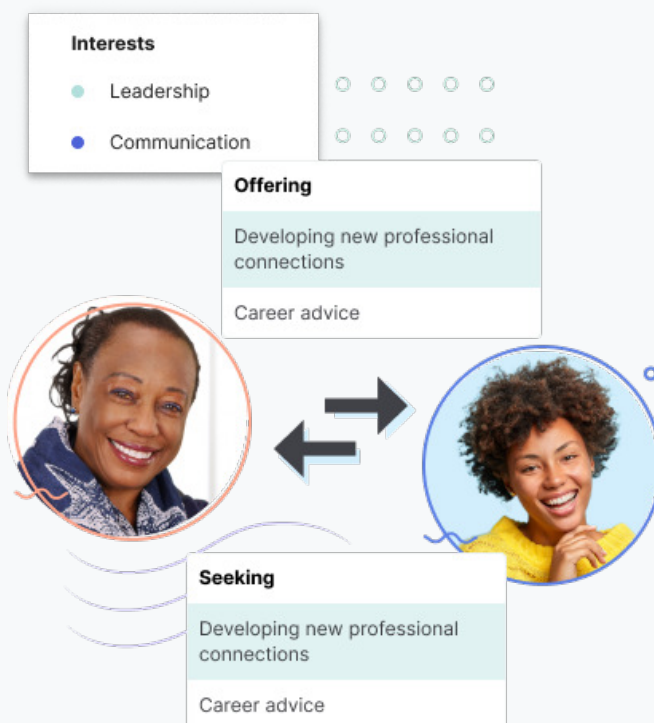 Interests
Leadership
Communication
Offering
Developing new professional
connections
Career advice
Seeking
Developing new professional
connections
Career advice